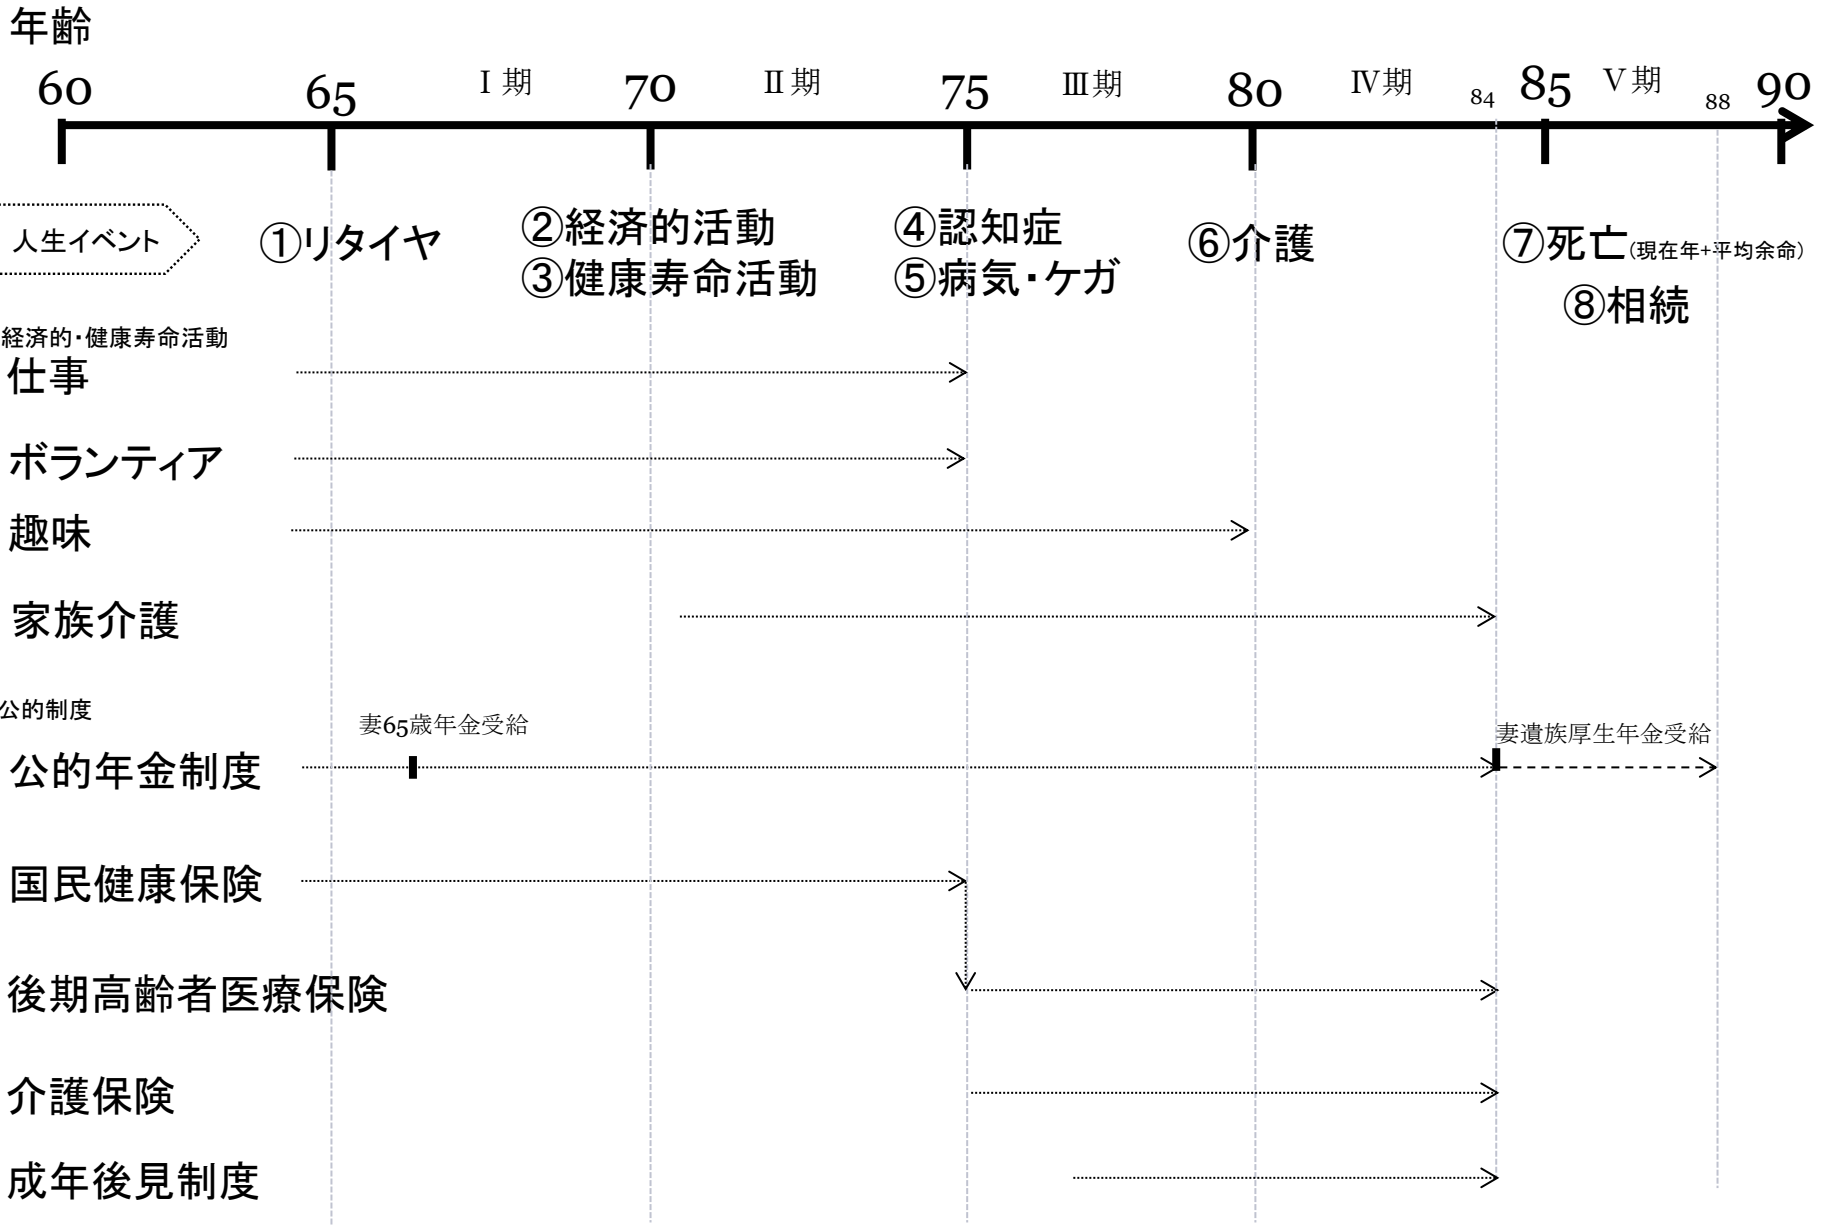 年齢
60 65 Ⅰ期 70 Ⅱ期 75 Ⅲ期 80 Ⅳ期 84 85 Ⅴ期 88 90
人生イベント
①リタイヤ
②経済的活動
③健康寿命活動
④認知症
⑤病気・ケガ
⑥介護
⑦死亡(現在年+平均余命)
⑧相続
経済的・健康寿命活動
仕事
ボランティア
趣味
家族介護
公的制度
妻65歳年金受給
妻遺族厚生年金受給
公的年金制度
国民健康保険
後期高齢者医療保険
介護保険
成年後見制度